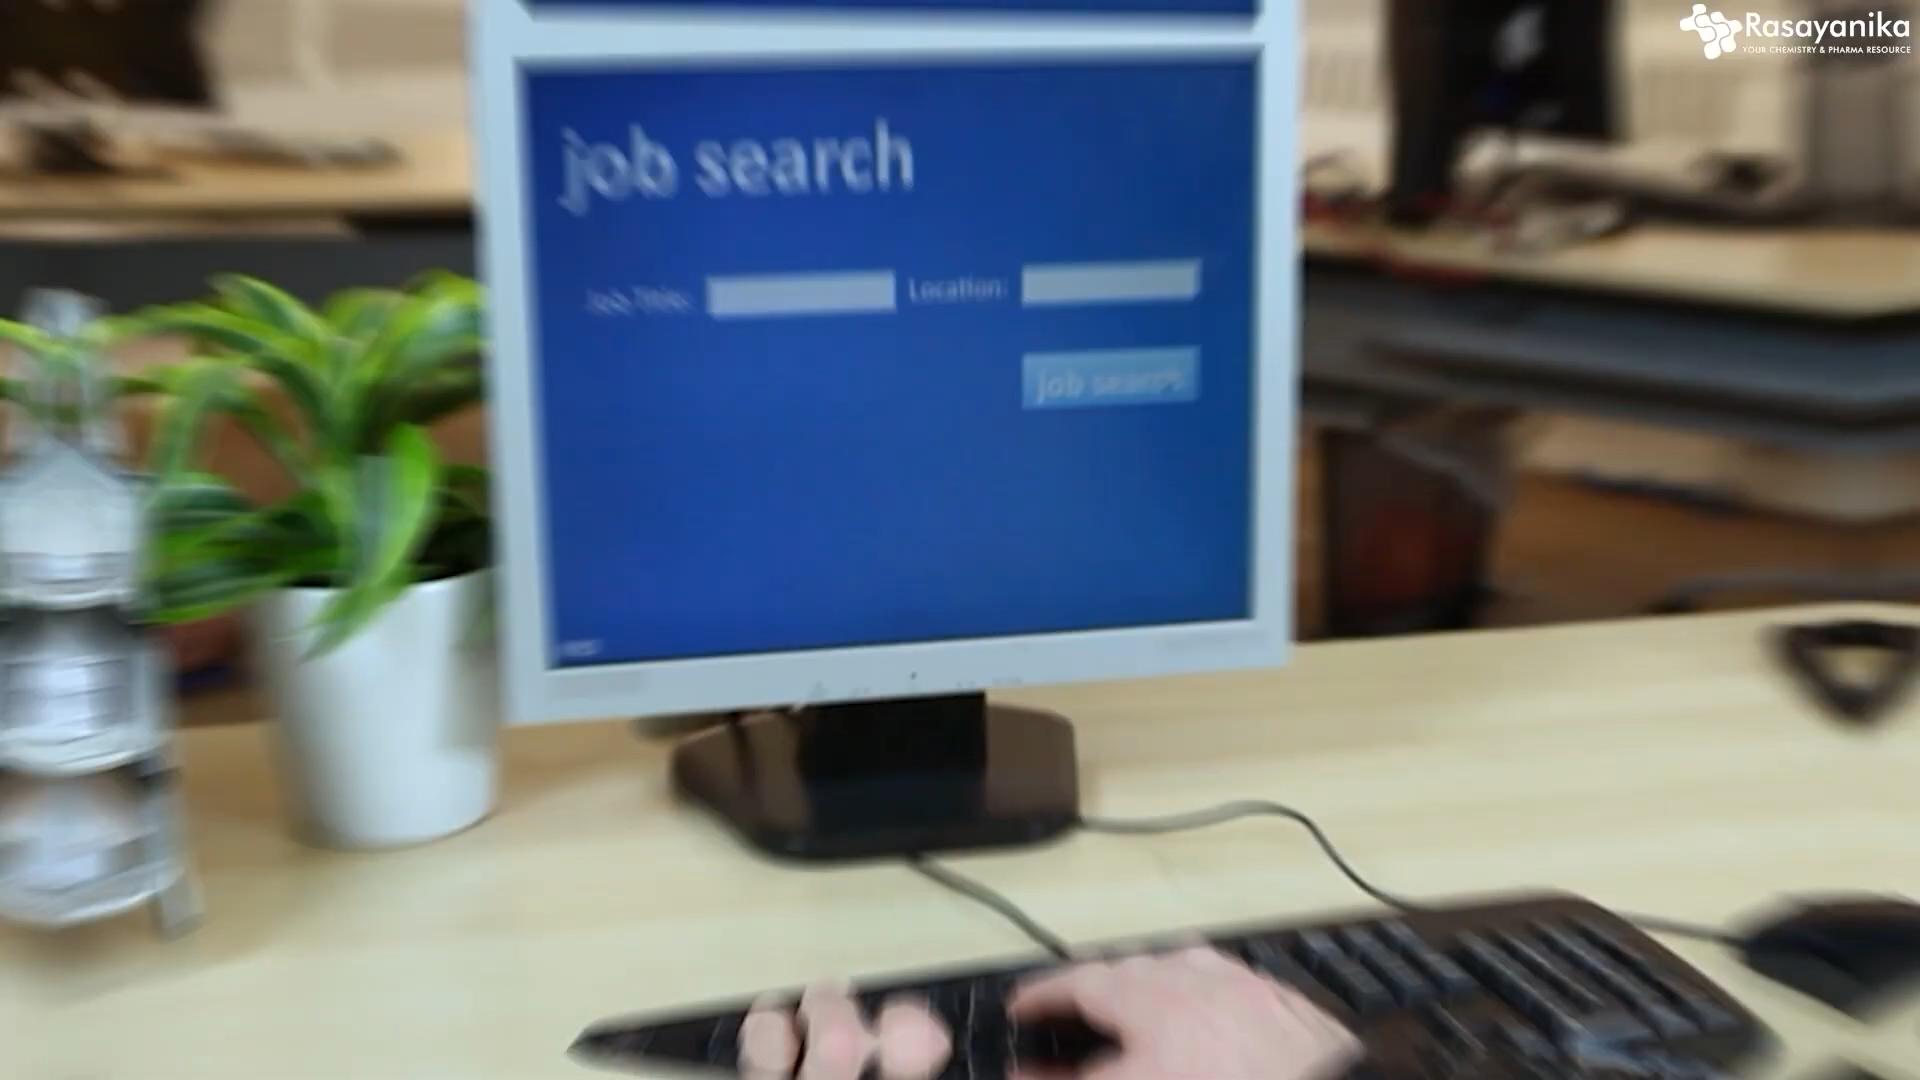 Rasayanika
YOUR CHEMISTRY & PHARMA RESOURCE
job search
Job Title:
Location:
job search